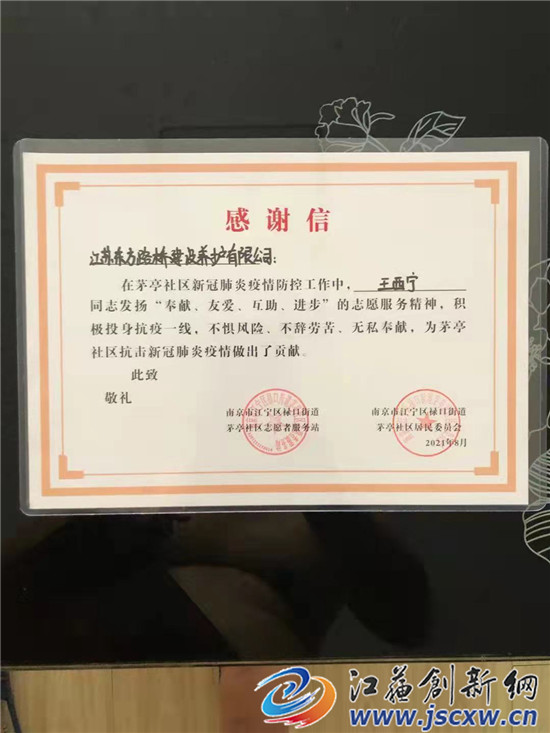 感谢信
江苏东方路桥建设养护有限公司：
在茅亭社区新冠肺炎疫情防控工作中，王西宁
同志发扬“奉献、友爱、互助、进步”的志愿服务精神，积
极投身抗疫一线，不惧风险、不辞劳苦、无私奉献，为茅亭
社区抗击新冠肺炎疫情做出了贡献。
此致
敬礼
南京市江宁区禄口街道
茅亭社区志愿者服务站
南京市江宁区禄口街道
茅亭社区居民委员会
2021年8月
江苏创新网
www.jscxw.cn